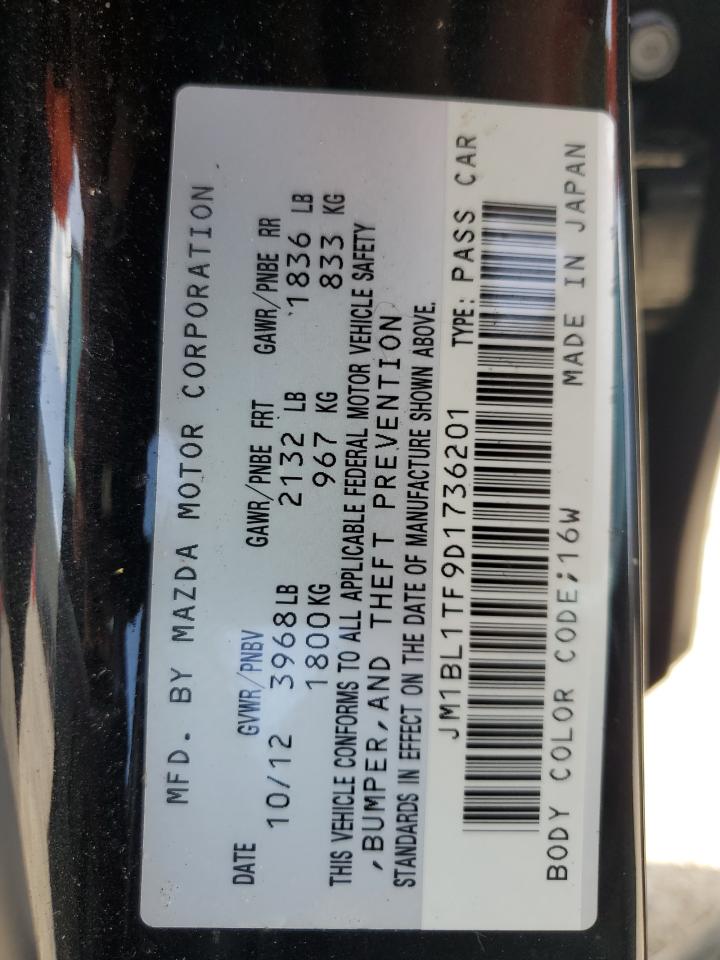 MFD. BY MAZDA MOTOR CORPORATION
DATE GVWR/PNBV GAWR/PNBE FRT GAWR/PNBE RR
10/12 3968LB 2132 LB 1836 LB
1800KG 967 KG 833 KG
THIS VEHICLE CONFORMS TO ALL APPLICABLE FEDERAL MOTOR VEHICLE SAFETY
,BUMPER,AND THEFT PREVENTION
STANDARDS IN EFFECT ON THE DATE OF MANUFACTURE SHOWN ABOVE.
JM1BL1TF9D1736201 TYPE: PASS CAR
BODY COLOR CODE;16W MADE IN JAPAN